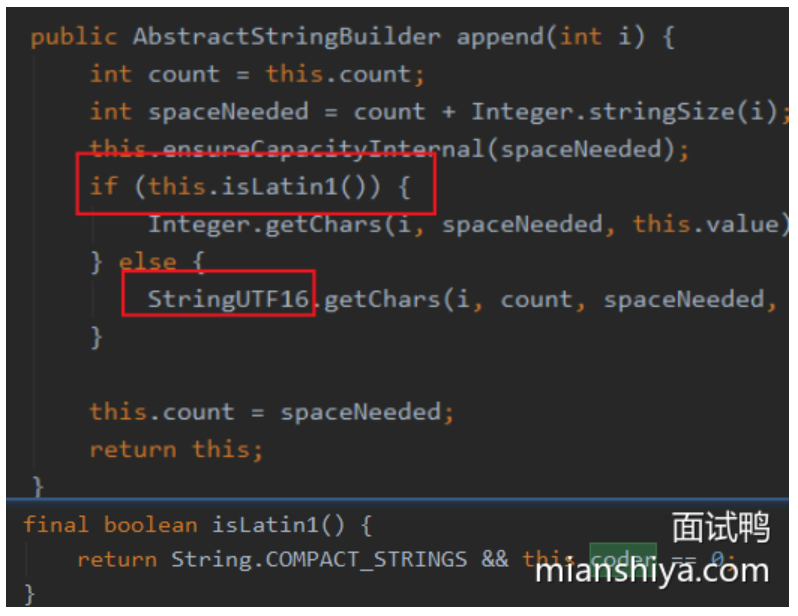 public AbstractStringBuilder append(int i) {
int count = this.count;
int spaceNeeded = count + Integer.stringSize(i);
this.ensureCapacityInternal(spaceNeeded);
if (this.isLatin1()) {
Integer.getChars(i, spaceNeeded, this.value)
} else {
StringUTF16.getChars(i, count, spaceNeeded,
}
this.count = spaceNeeded;
return this;
}
final boolean isLatin1() {
return String.COMPACT_STRINGS && this.coder == 0;
}
面试鸭
mianshiya.com